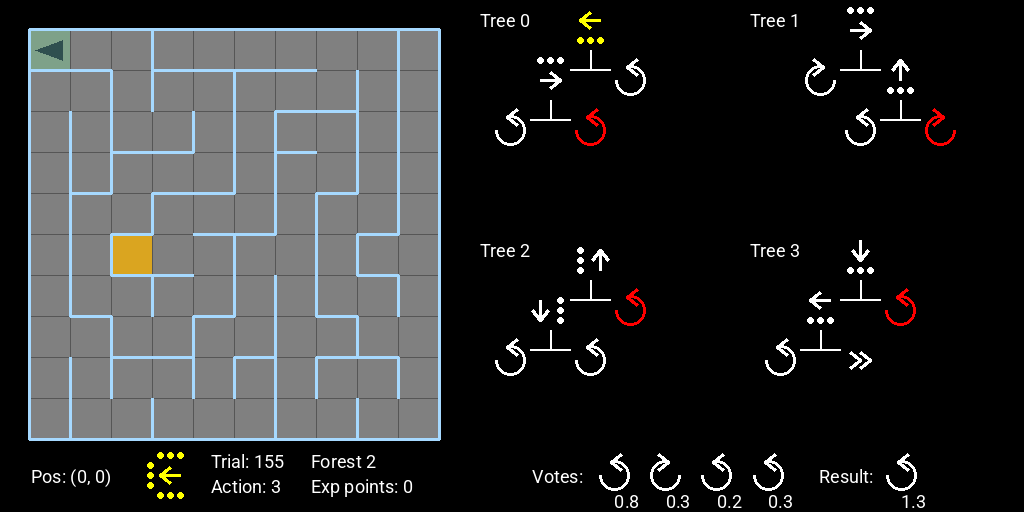 Tree 0
Tree 1
Tree 2
Tree 3
Pos: (0, 0)
Trial: 155
Forest 2
Action: 3
Exp points: 0
Votes:
0.8
0.3
0.2
0.3
Result:
1.3